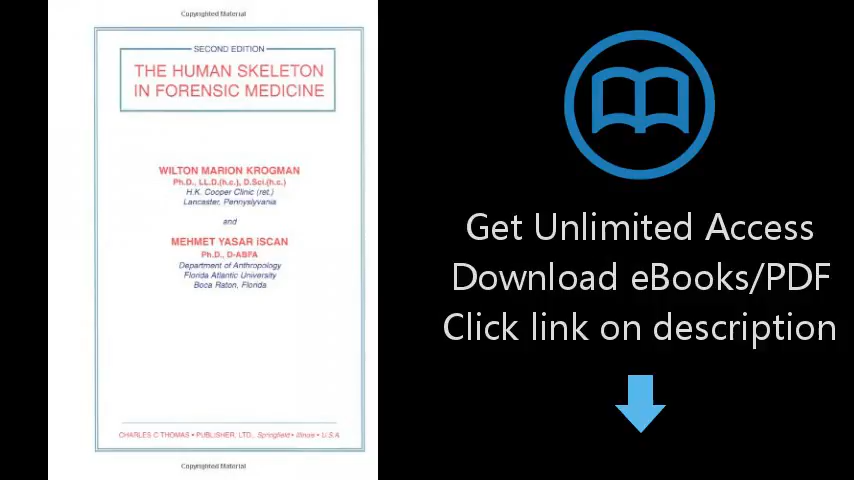 Copyrighted Material
SECOND EDITION
THE HUMAN SKELETON
IN FORENSIC MEDICINE
WILTON MARION KROGMAN
Ph.D., LL.D.(h.c.), D.Sci.(h.c.)
H.K. Cooper Clinic (ret.)
Lancaster, Pennyslyvania
and
MEHMET YASAR iSCAN
Ph.D., D-ABFA
Department of Anthropology
Florida Atlantic University
Boca Raton, Florida
CHARLES C THOMAS • PUBLISHER, LTD., Springfield • Illinois • U.S.A.
Copyrighted Material
Get Unlimited Access
Download eBooks/PDF
Click link on description